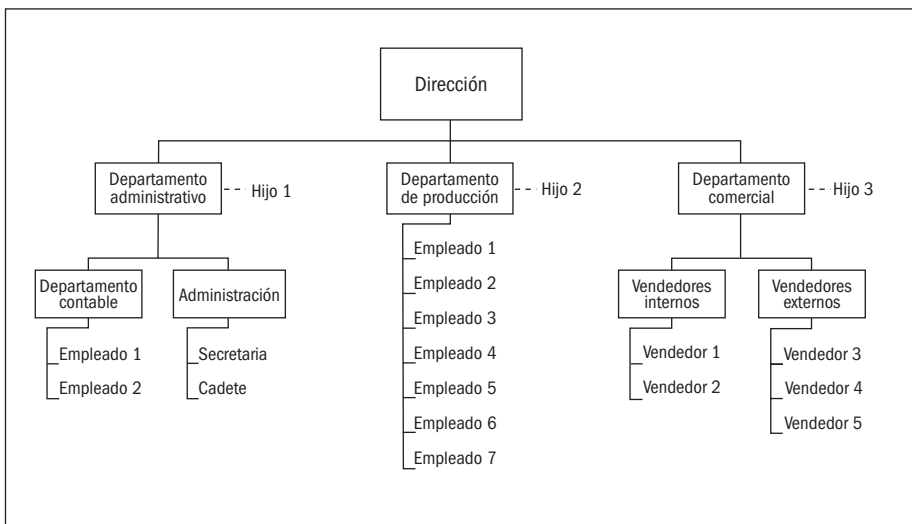 Dirección
Departamento
administrativo
Hijo 1
Departamento
de producción
Hijo 2
Departamento
comercial
Hijo 3
Departamento
contable
Administración
Empleado 1
Empleado 2
Secretaria
Cadete
Empleado 1
Empleado 2
Empleado 3
Empleado 4
Empleado 5
Empleado 6
Empleado 7
Vendedores
internos
Vendedores
externos
Vendedor 1
Vendedor 2
Vendedor 3
Vendedor 4
Vendedor 5